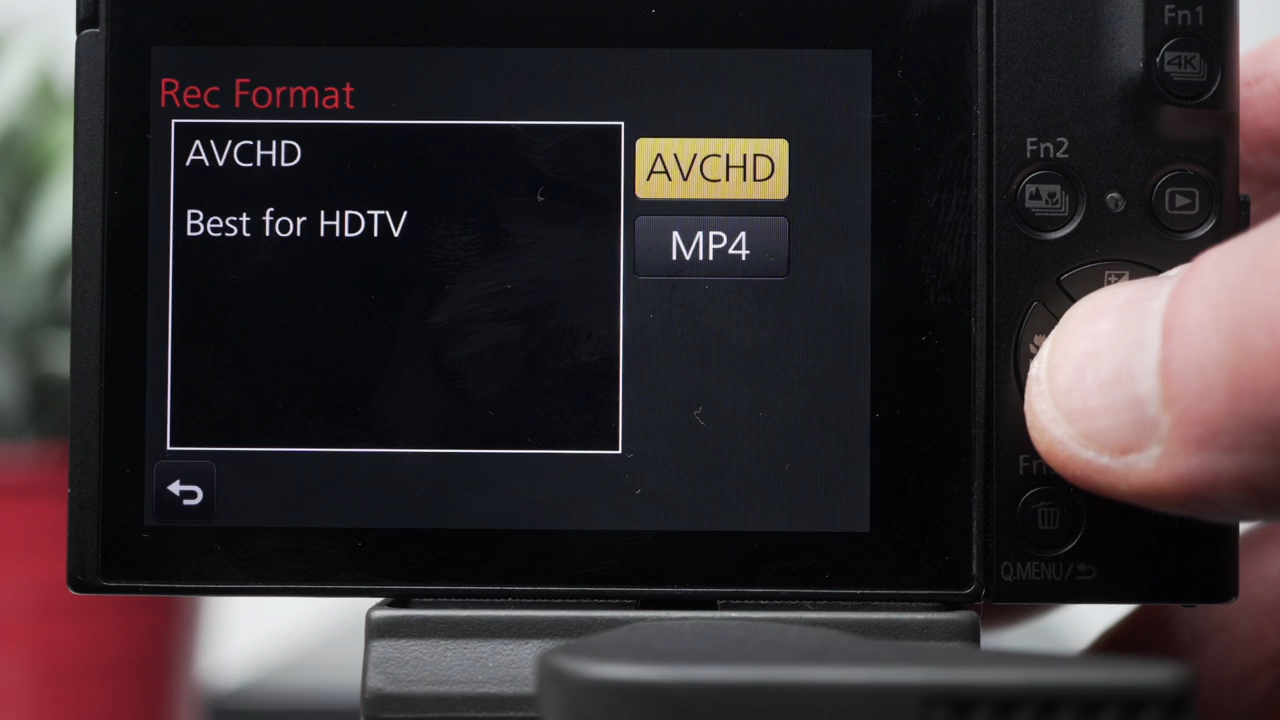 Fn1
4K
Rec Format
AVCHD
AVCHD
Fn2
Best for HDTV
MP4
Q.MENU/